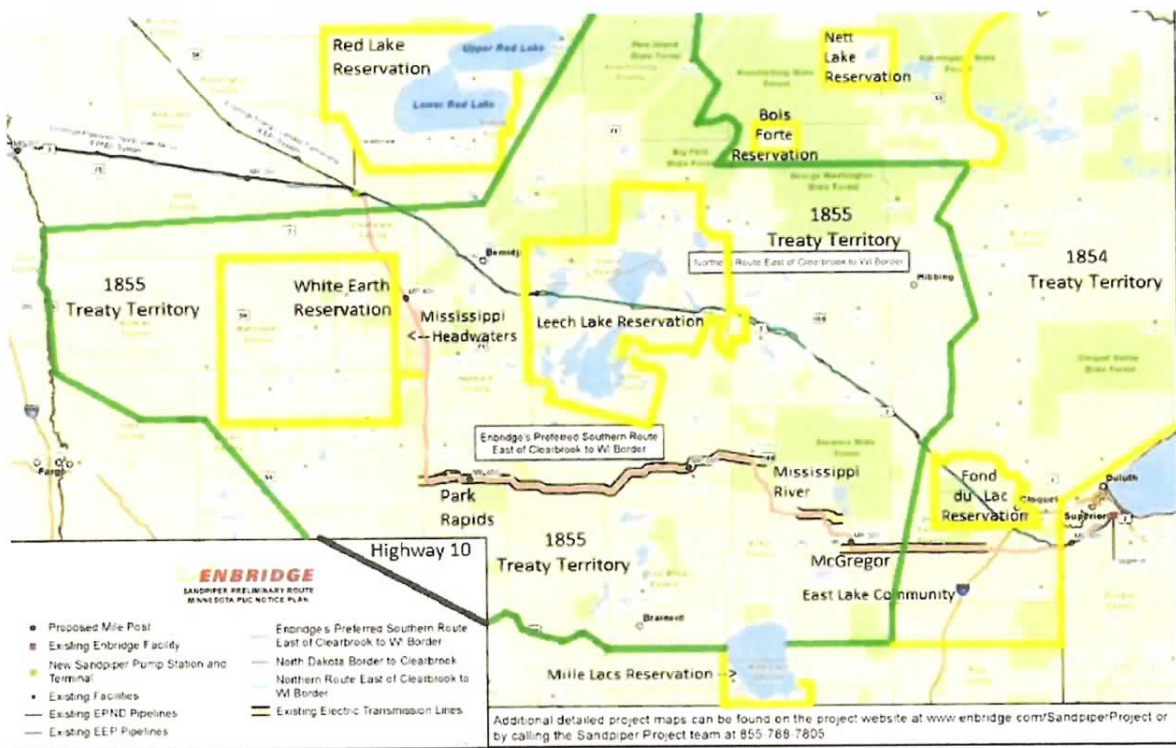 Red Lake
Reservation
Upper Red Lake
Lower Red Lake
Nett
Lake
Reservation
Bois
Forte
Reservation
George Washington
State Forest
1855
Treaty Territory
Northern Route East of Clearbrook to WI Border
1854
Treaty Territory
1855
Treaty Territory
White Earth
Reservation
Bemidji
Hibbing
Mississippi
<--Headwaters
Leech Lake Reservation
Enbridge's Preferred Southern Route
East of Clearbrook to WI Border
Fargo
Park
Rapids
Mississippi
River
Fond
du Lac
Reservation
Cloquet
Duluth
Superior
Highway 10
1855
Treaty Territory
McGregor
East Lake Community
Brainerd
Mille Lacs Reservation -->
ENBRIDGE
SANDPIPER PRELIMINARY ROUTE
MINNESOTA PUC NOTICE PLAN
Proposed Mile Post
Existing Enbridge Facility
New Sandpiper Pump Station and
Terminal
Existing Facilities
Existing EPND Pipelines
Existing EEP Pipelines
Enbridge's Preferred Southern Route
East of Clearbrook to WI Border
North Dakota Border to Clearbrook
Northern Route East of Clearbrook to
WI Border
Existing Electric Transmission Lines
Additional detailed project maps can be found on the project website at www.enbridge.com/SandpiperProject or
by calling the Sandpiper Project team at 855-788-7805